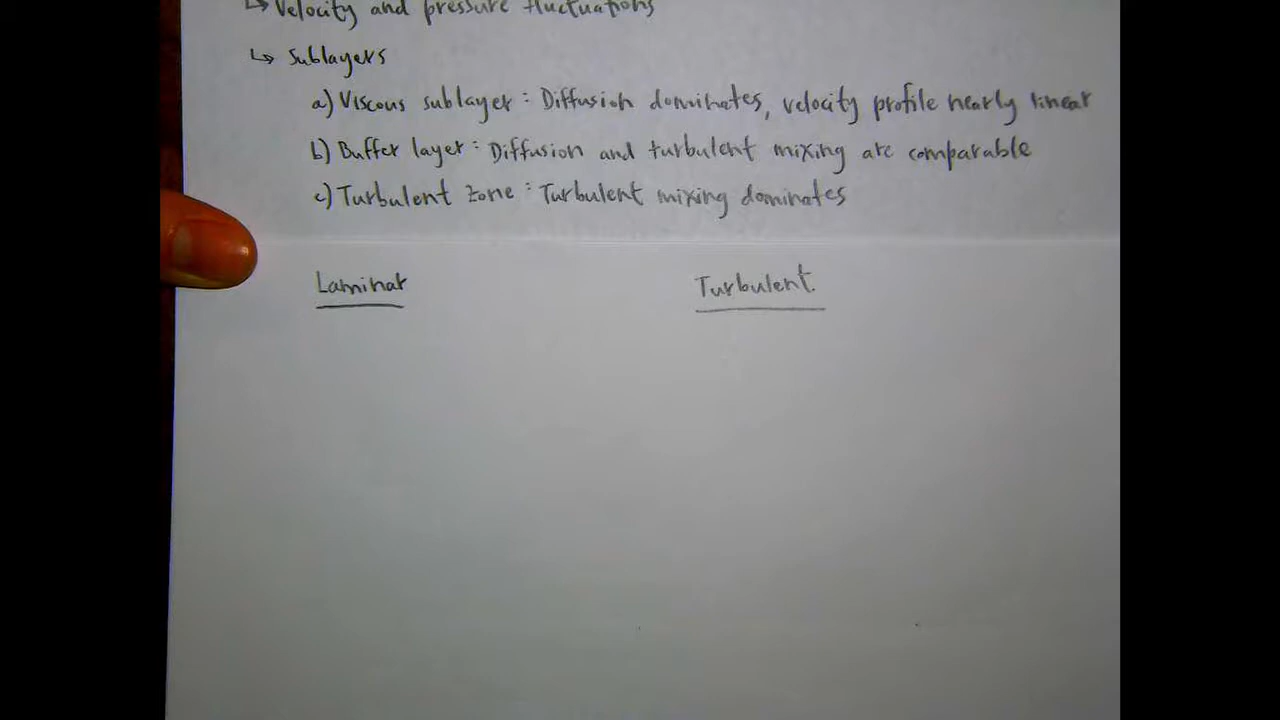 ↳ Velocity and pressure fluctuations
↳ Sublayers
a) Viscous sublayer : Diffusion dominates, velocity profile nearly linear
b) Buffer layer : Diffusion and turbulent mixing are comparable
c) Turbulent zone : Turbulent mixing dominates
Laminar Turbulent.